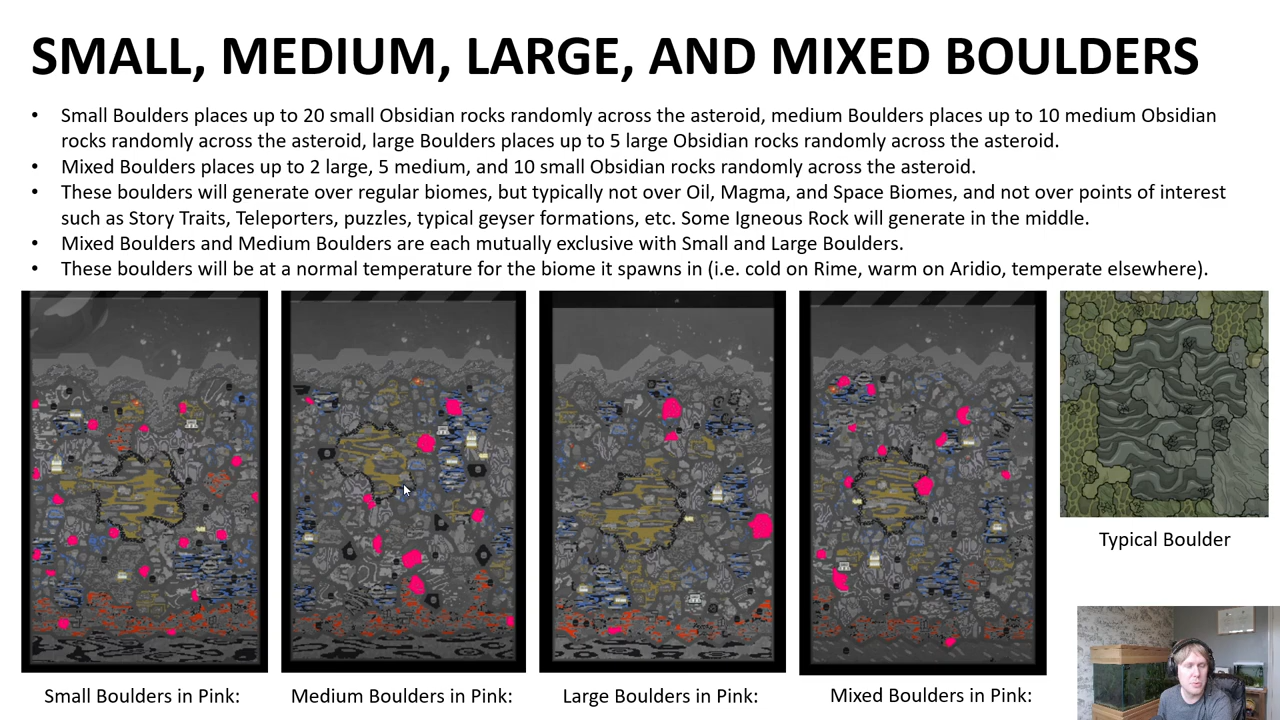 SMALL, MEDIUM, LARGE, AND MIXED BOULDERS
• Small Boulders places up to 20 small Obsidian rocks randomly across the asteroid, medium Boulders places up to 10 medium Obsidian
rocks randomly across the asteroid, large Boulders places up to 5 large Obsidian rocks randomly across the asteroid.
• Mixed Boulders places up to 2 large, 5 medium, and 10 small Obsidian rocks randomly across the asteroid.
• These boulders will generate over regular biomes, but typically not over Oil, Magma, and Space Biomes, and not over points of interest
such as Story Traits, Teleporters, puzzles, typical geyser formations, etc. Some Igneous Rock will generate in the middle.
• Mixed Boulders and Medium Boulders are each mutually exclusive with Small and Large Boulders.
• These boulders will be at a normal temperature for the biome it spawns in (i.e. cold on Rime, warm on Aridio, temperate elsewhere).
Typical Boulder
Small Boulders in Pink:
Medium Boulders in Pink:
Large Boulders in Pink:
Mixed Boulders in Pink: